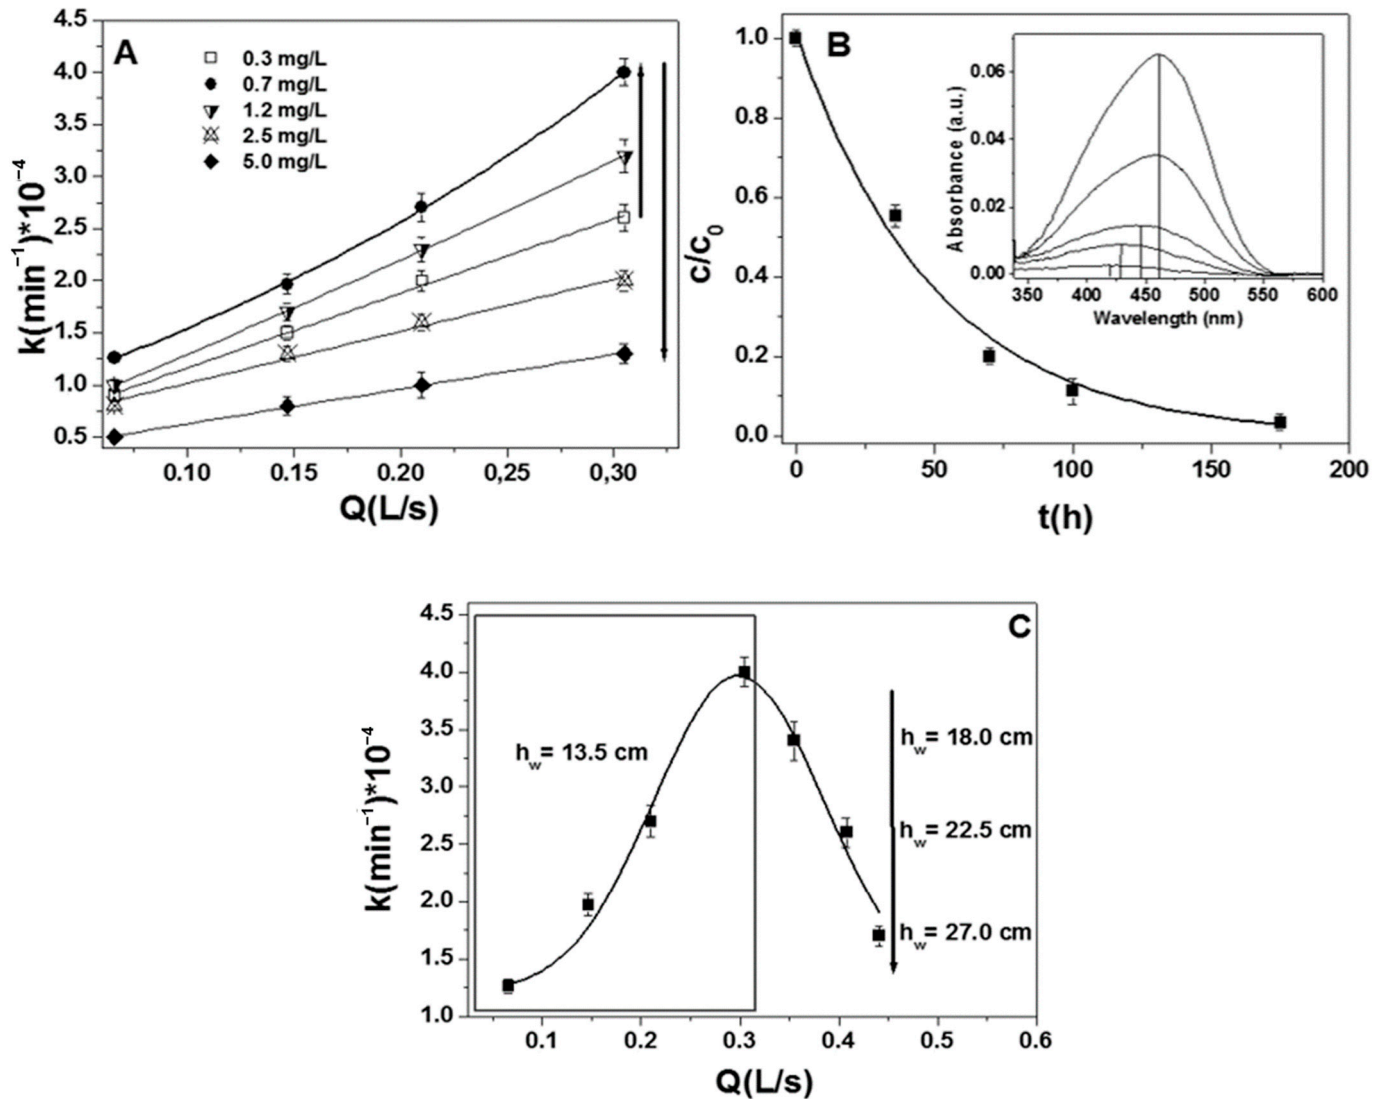 A
0.3 mg/L
0.7 mg/L
1.2 mg/L
2.5 mg/L
5.0 mg/L
4.5
4.0
3.5
3.0
2.5
2.0
1.5
1.0
0.5
k(min⁻¹)*10⁻⁴
0.10 0.15 0.20 0,25 0,30
Q(L/s)
B
1.0
0.8
0.6
0.4
0.2
0.0
c/c₀
0 50 100 150 200
t(h)
0.06
0.04
0.02
0.00
Absorbance (a.u.)
350 400 450 500 550 600
Wavelength (nm)
C
4.5
4.0
3.5
3.0
2.5
2.0
1.5
1.0
k(min⁻¹)*10⁻⁴
h_w= 13.5 cm
h_w= 18.0 cm
h_w= 22.5 cm
h_w= 27.0 cm
0.1 0.2 0.3 0.4 0.5 0.6
Q(L/s)